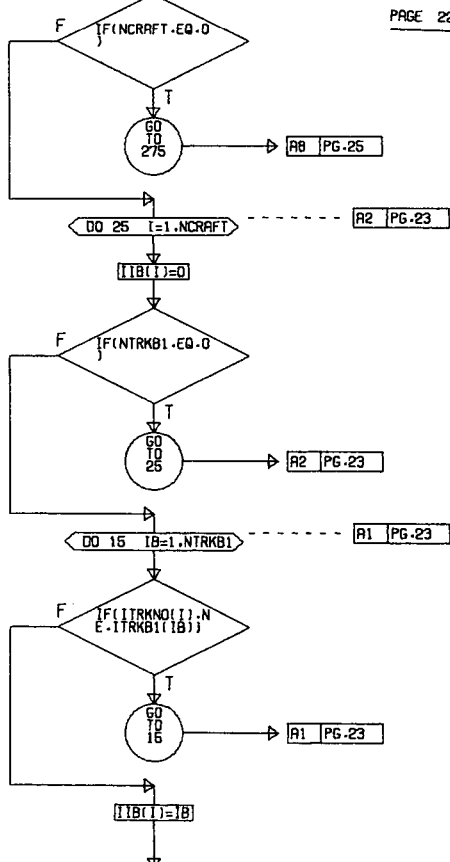 PAGE 22
F
IF(NCRAFT.EQ.0
)
T
GO
TO
275
A8 PG.25
DO 25 I=1,NCRAFT
A2 PG.23
IIB(I)=0
F
IF(NTRKB1.EQ.0
)
T
GO
TO
25
A2 PG.23
DO 15 IB=1,NTRKB1
A1 PG.23
F
IF(ITRKNO(I).N
E.ITRKB1(IB))
T
GO
TO
15
A1 PG.23
IIB(I)=IB